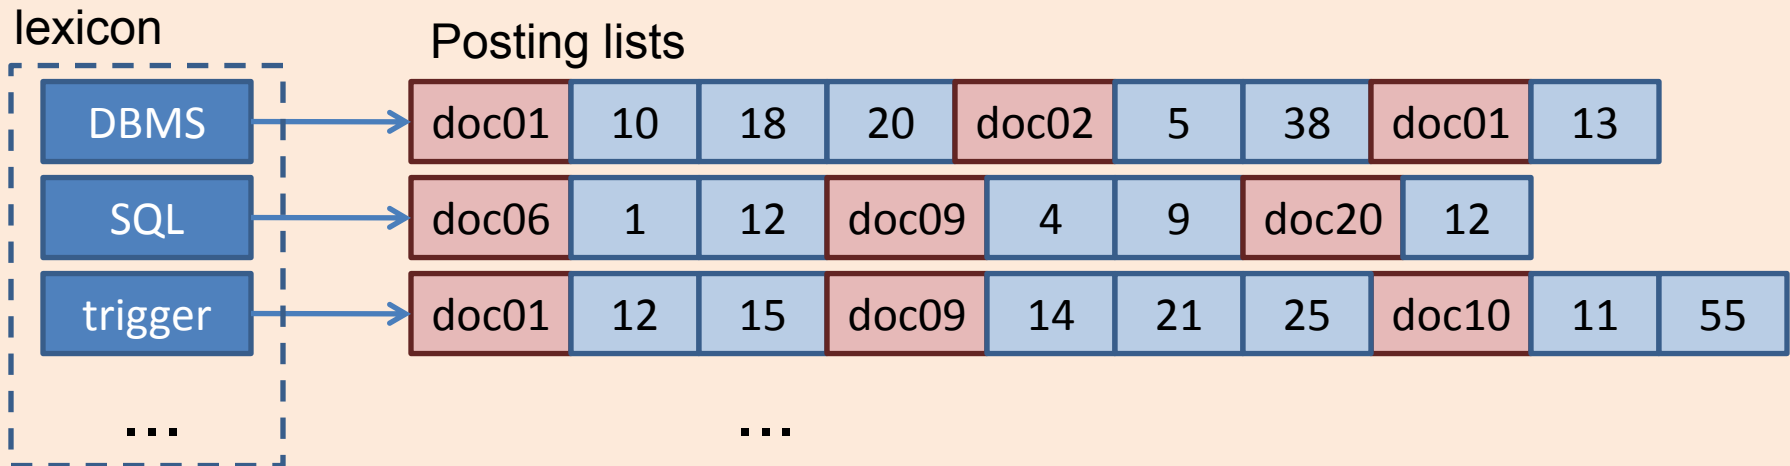 lexicon
Posting lists
DBMS doc01 10 18 20 doc02 5 38 doc01 13
SQL doc06 1 12 doc09 4 9 doc20 12
trigger doc01 12 15 doc09 14 21 25 doc10 11 55
... ...